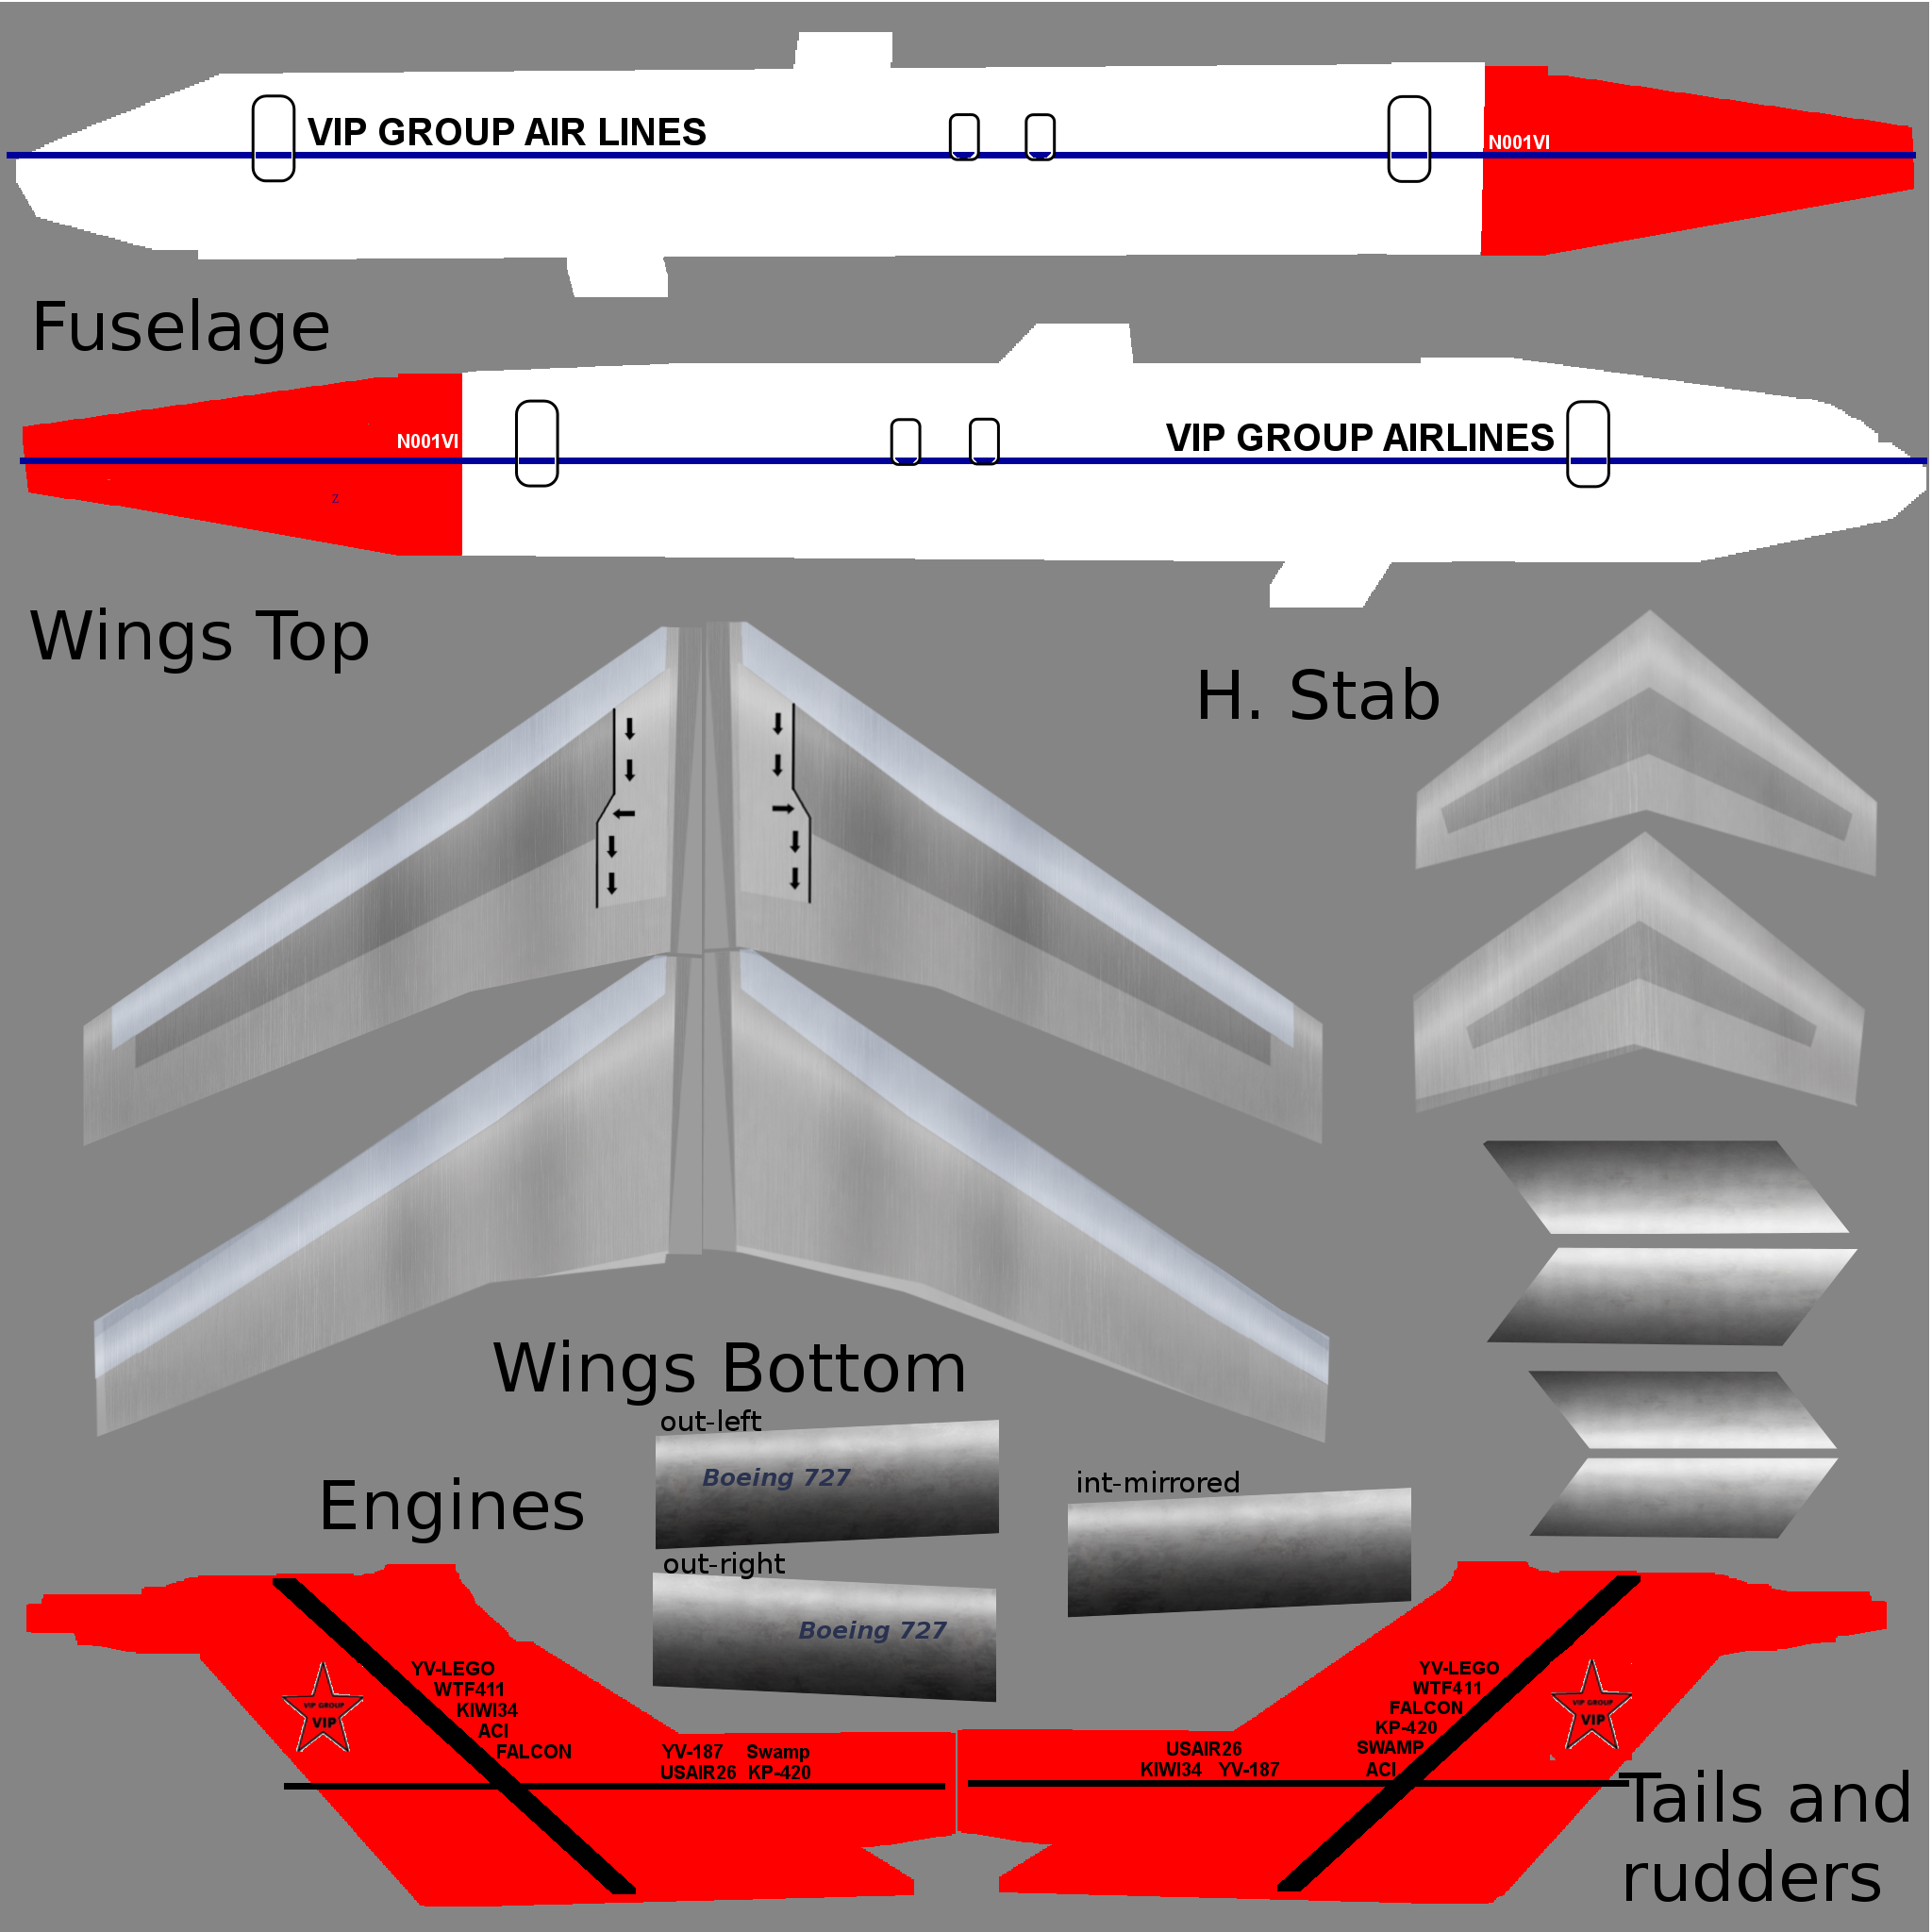 VIP GROUP AIR LINES
N001VI
Fuselage
N001VI
VIP GROUP AIRLINES
z
Wings Top
H. Stab
Wings Bottom
out-left
Boeing 727
Engines
int-mirrored
out-right
Boeing 727
YV-LEGO
WTF411
KIWI34
ACI
FALCON
VIP GROUP
VIP
YV-187 Swamp
USAIR26 KP-420
USAIR26
KIWI34 YV-187
YV-LEGO
WTF411
FALCON
KP-420
SWAMP
ACI
VIP GROUP
VIP
Tails and
rudders